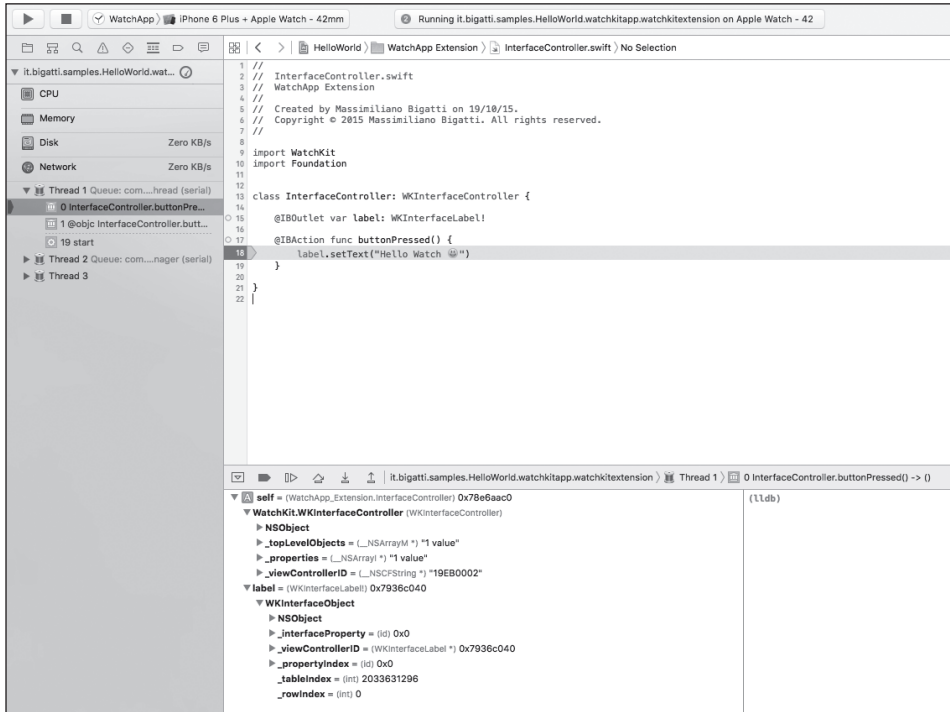 WatchApp iPhone 6 Plus + Apple Watch - 42mm
Running it.bigatti.samples.HelloWorld.watchkitapp.watchkitextension on Apple Watch - 42
HelloWorld WatchApp Extension InterfaceController.swift No Selection
it.bigatti.samples.HelloWorld.wat...
CPU
Memory
Disk Zero KB/s
Network Zero KB/s
Thread 1 Queue: com....hread (serial)
0 InterfaceController.buttonPre...
1 @objc InterfaceController.butt...
19 start
Thread 2 Queue: com....nager (serial)
Thread 3
1 //
2 //  InterfaceController.swift
3 //  WatchApp Extension
4 //
5 //  Created by Massimiliano Bigatti on 19/10/15.
6 //  Copyright © 2015 Massimiliano Bigatti. All rights reserved.
7 //
8
9 import WatchKit
10 import Foundation
11
12
13 class InterfaceController: WKInterfaceController {
14
15     @IBOutlet var label: WKInterfaceLabel!
16
17     @IBAction func buttonPressed() {
18         label.setText("Hello Watch 😀")
19     }
20
21 }
22
it.bigatti.samples.HelloWorld.watchkitapp.watchkitextension Thread 1 0 InterfaceController.buttonPressed() -> ()
A self = (WatchApp_Extension.InterfaceController) 0x78e6aac0
WatchKit.WKInterfaceController (WKInterfaceController)
NSObject
_topLevelObjects = (__NSArrayM *) "1 value"
_properties = (__NSArrayI *) "1 value"
_viewControllerID = (__NSCFString *) "19EB0002"
label = (WKInterfaceLabel!) 0x7936c040
WKInterfaceObject
NSObject
_interfaceProperty = (id) 0x0
_viewControllerID = (WKInterfaceLabel *) 0x7936c040
_propertyIndex = (id) 0x0
_tableIndex = (int) 2033631296
_rowIndex = (int) 0
(lldb)